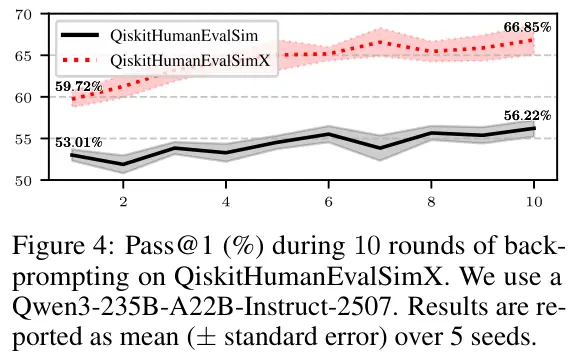 70
65
60
55
50
QiskitHumanEvalSim
QiskitHumanEvalSimX
59.72%
66.85%
53.01%
56.22%
2 4 6 8 10
Figure 4: Pass@1 (%) during 10 rounds of back-
prompting on QiskitHumanEvalSimX. We use a
Qwen3-235B-A22B-Instruct-2507. Results are re-
ported as mean (± standard error) over 5 seeds.